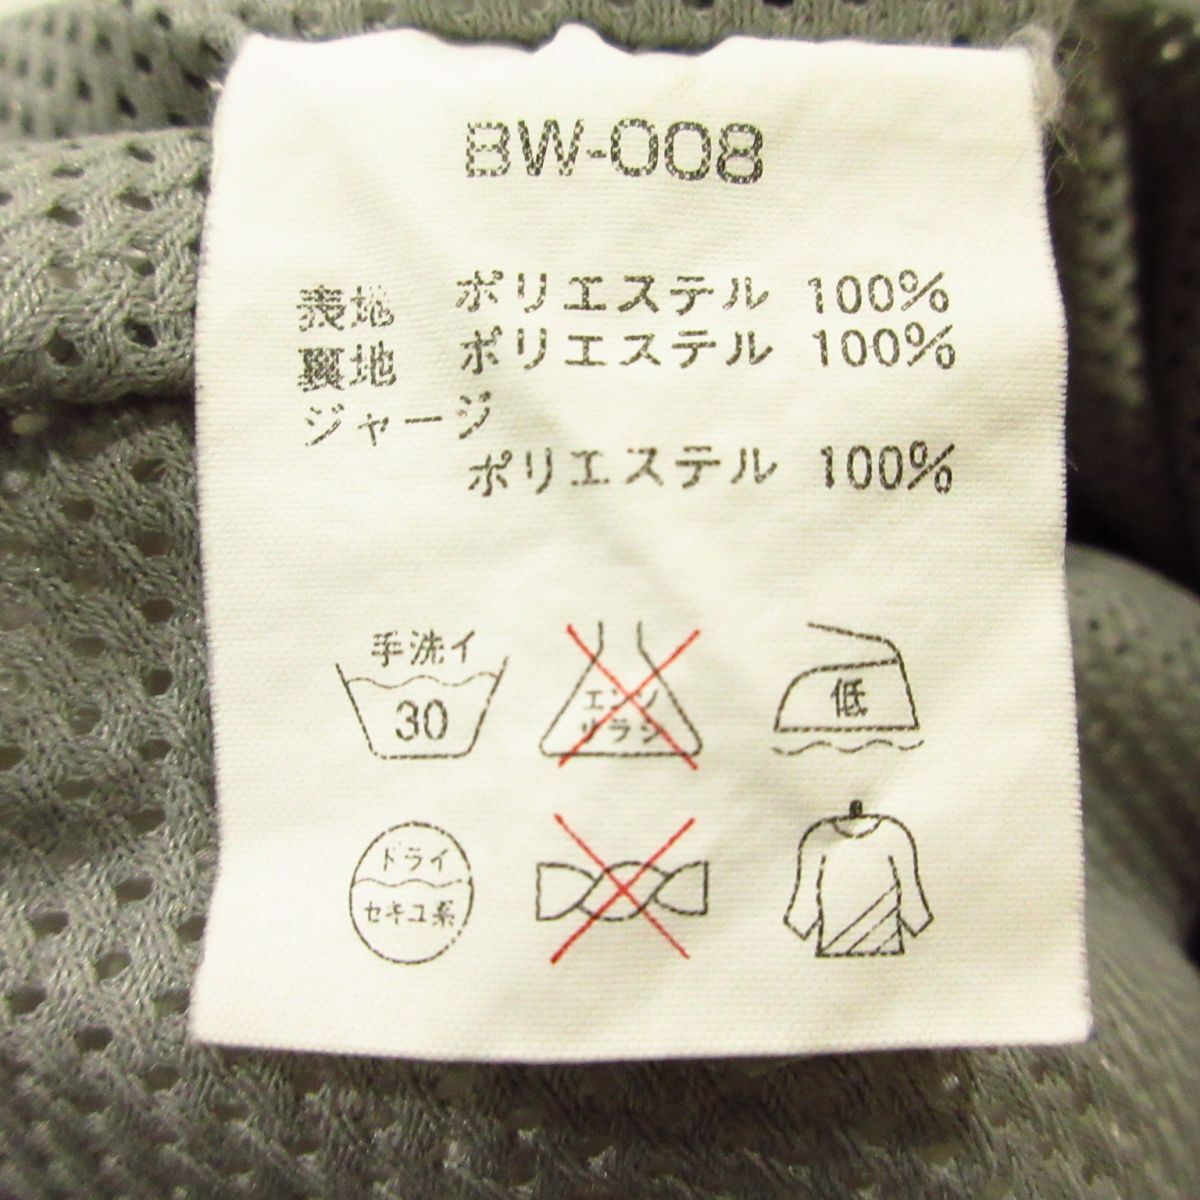 BW-008
表地 ポリエステル 100%
裏地 ポリエステル 100%
ジャージ
ポリエステル 100%
手洗イ
30
エンソ
サラシ
低
ドライ
セキユ系